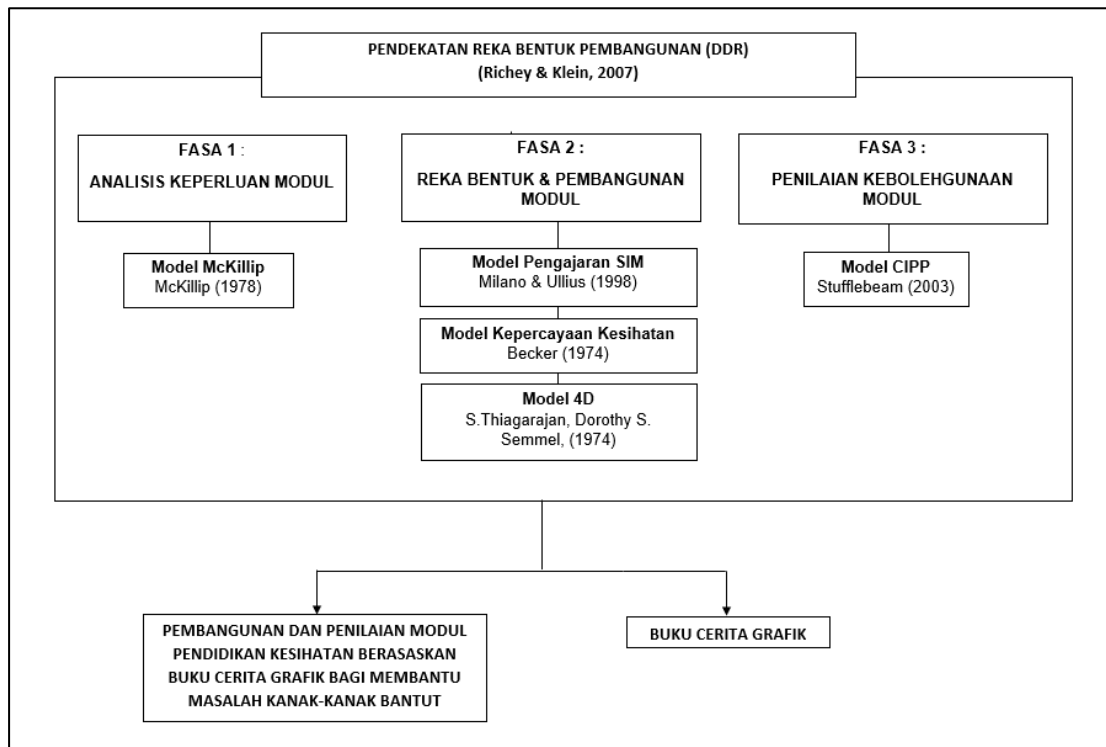 PENDEKATAN REKA BENTUK PEMBANGUNAN (DDR)
(Richey & Klein, 2007)
FASA 1 :
ANALISIS KEPERLUAN MODUL
Model McKillip
McKillip (1978)
FASA 2 :
REKA BENTUK & PEMBANGUNAN
MODUL
Model Pengajaran SIM
Milano & Ullius (1998)
Model Kepercayaan Kesihatan
Becker (1974)
Model 4D
S.Thiagarajan, Dorothy S.
Semmel, (1974)
FASA 3 :
PENILAIAN KEBOLEHGUNAAN
MODUL
Model CIPP
Stufflebeam (2003)
PEMBANGUNAN DAN PENILAIAN MODUL
PENDIDIKAN KESIHATAN BERASASKAN
BUKU CERITA GRAFIK BAGI MEMBANTU
MASALAH KANAK-KANAK BANTUT
BUKU CERITA GRAFIK